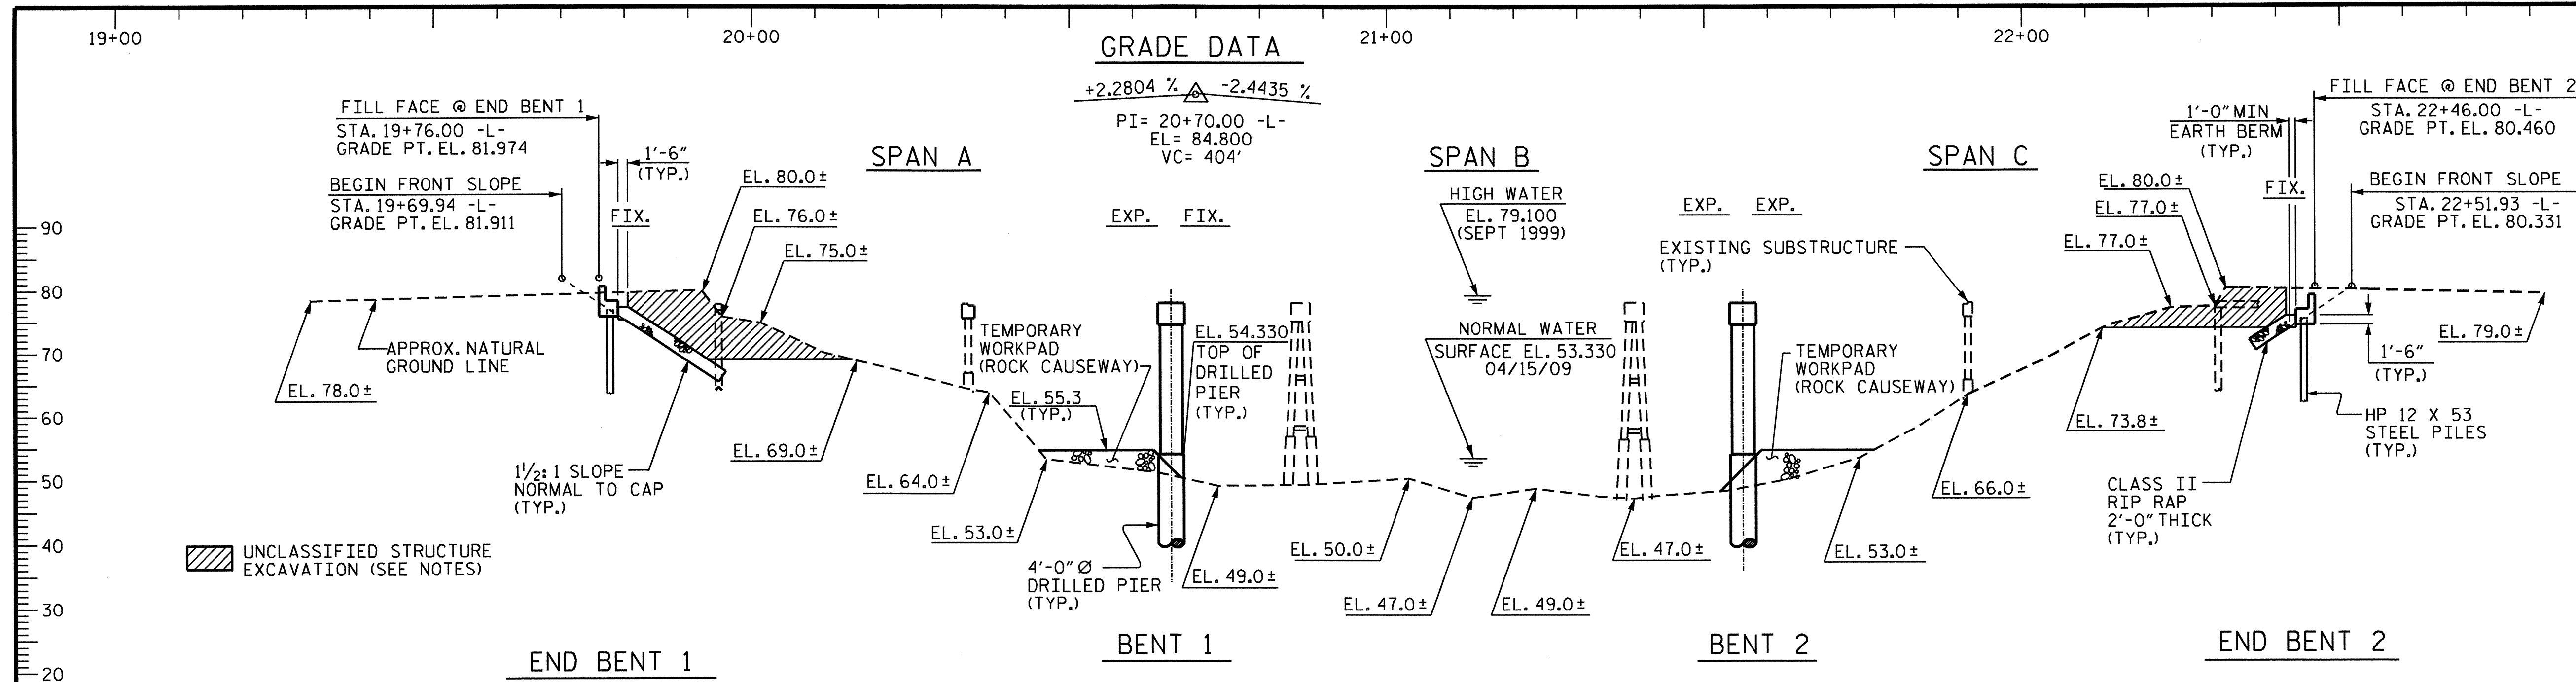 19+00
20+00
21+00
22+00
GRADE DATA
+2.2804 %
-2.4435 %
PI= 20+70.00 -L-
EL= 84.800
VC= 404'
FILL FACE @ END BENT 1
STA. 19+76.00 -L-
GRADE PT. EL. 81.974
BEGIN FRONT SLOPE
STA. 19+69.94 -L-
GRADE PT. EL. 81.911
1'-6"
(TYP.)
FIX.
EL. 80.0±
EL. 76.0±
EL. 75.0±
SPAN A
SPAN B
SPAN C
EXP.
FIX.
HIGH WATER
EL. 79.100
(SEPT 1999)
EXP.
EXP.
EXISTING SUBSTRUCTURE
(TYP.)
FILL FACE @ END BENT 2
STA. 22+46.00 -L-
GRADE PT. EL. 80.460
1'-0" MIN
EARTH BERM
(TYP.)
FIX.
BEGIN FRONT SLOPE
STA. 22+51.93 -L-
GRADE PT. EL. 80.331
EL. 80.0±
EL. 77.0±
EL. 77.0±
90
80
70
60
50
40
30
20
APPROX. NATURAL
GROUND LINE
EL. 78.0±
1½: 1 SLOPE
NORMAL TO CAP
(TYP.)
EL. 69.0±
EL. 64.0±
EL. 53.0±
TEMPORARY
WORKPAD
(ROCK CAUSEWAY)
EL. 55.3
(TYP.)
EL. 54.330
TOP OF
DRILLED
PIER
(TYP.)
NORMAL WATER
SURFACE EL. 53.330
04/15/09
TEMPORARY
WORKPAD
(ROCK CAUSEWAY)
EL. 79.0±
1'-6"
(TYP.)
HP 12 X 53
STEEL PILES
(TYP.)
EL. 73.8±
EL. 66.0±
CLASS II
RIP RAP
2'-0" THICK
(TYP.)
UNCLASSIFIED STRUCTURE
EXCAVATION (SEE NOTES)
4'-0" Ø
DRILLED PIER
(TYP.)
EL. 49.0±
EL. 50.0±
EL. 47.0±
EL. 49.0±
EL. 47.0±
EL. 53.0±
END BENT 1
BENT 1
BENT 2
END BENT 2